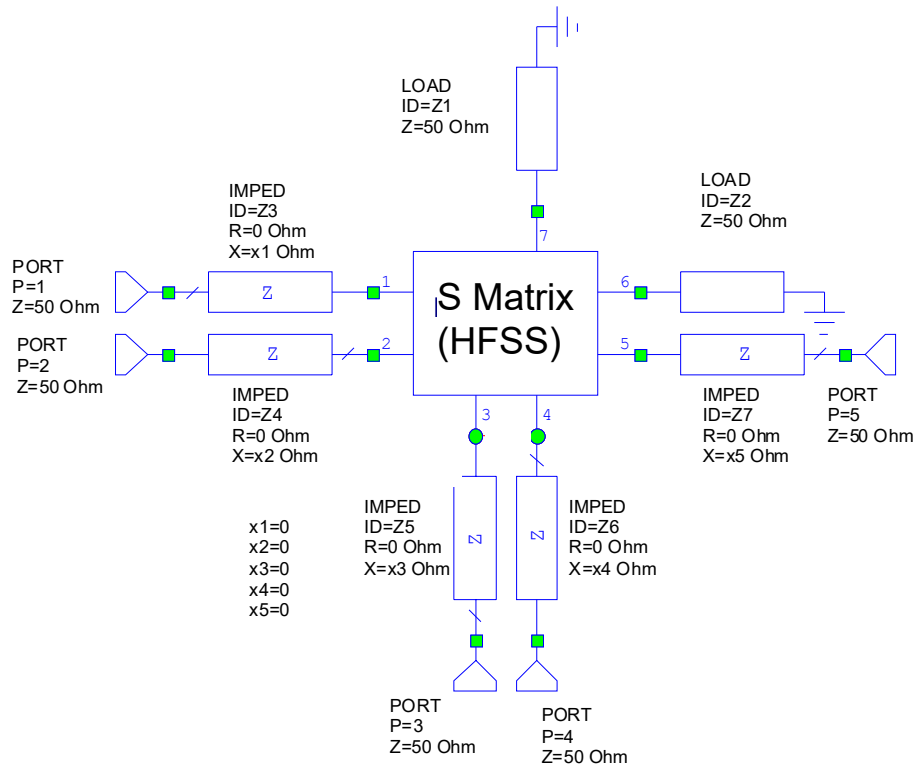 LOAD
ID=Z1
Z=50 Ohm
7
IMPED
ID=Z3
R=0 Ohm
X=x1 Ohm
LOAD
ID=Z2
Z=50 Ohm
PORT
P=1
Z=50 Ohm
Z
1
6
S Matrix
(HFSS)
PORT
P=2
Z=50 Ohm
Z
2
5
Z
IMPED
ID=Z4
R=0 Ohm
X=x2 Ohm
3
4
IMPED
ID=Z7
R=0 Ohm
X=x5 Ohm
PORT
P=5
Z=50 Ohm
IMPED
ID=Z5
R=0 Ohm
X=x3 Ohm
Z
IMPED
ID=Z6
R=0 Ohm
X=x4 Ohm
Z
x1=0
x2=0
x3=0
x4=0
x5=0
PORT
P=3
Z=50 Ohm
PORT
P=4
Z=50 Ohm